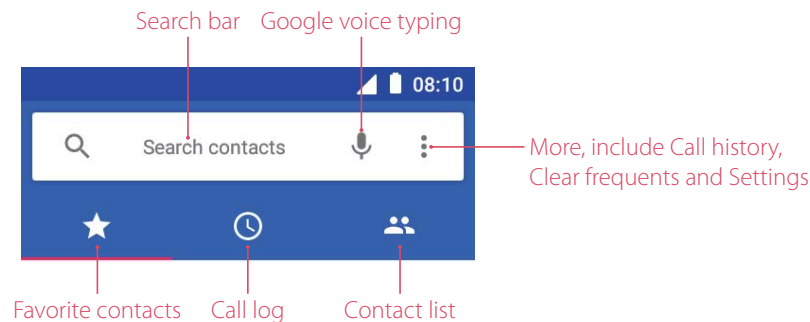 Search bar
Google voice typing
08:10
Search contacts
More, include Call history,
Clear frequents and Settings
Favorite contacts
Call log
Contact list